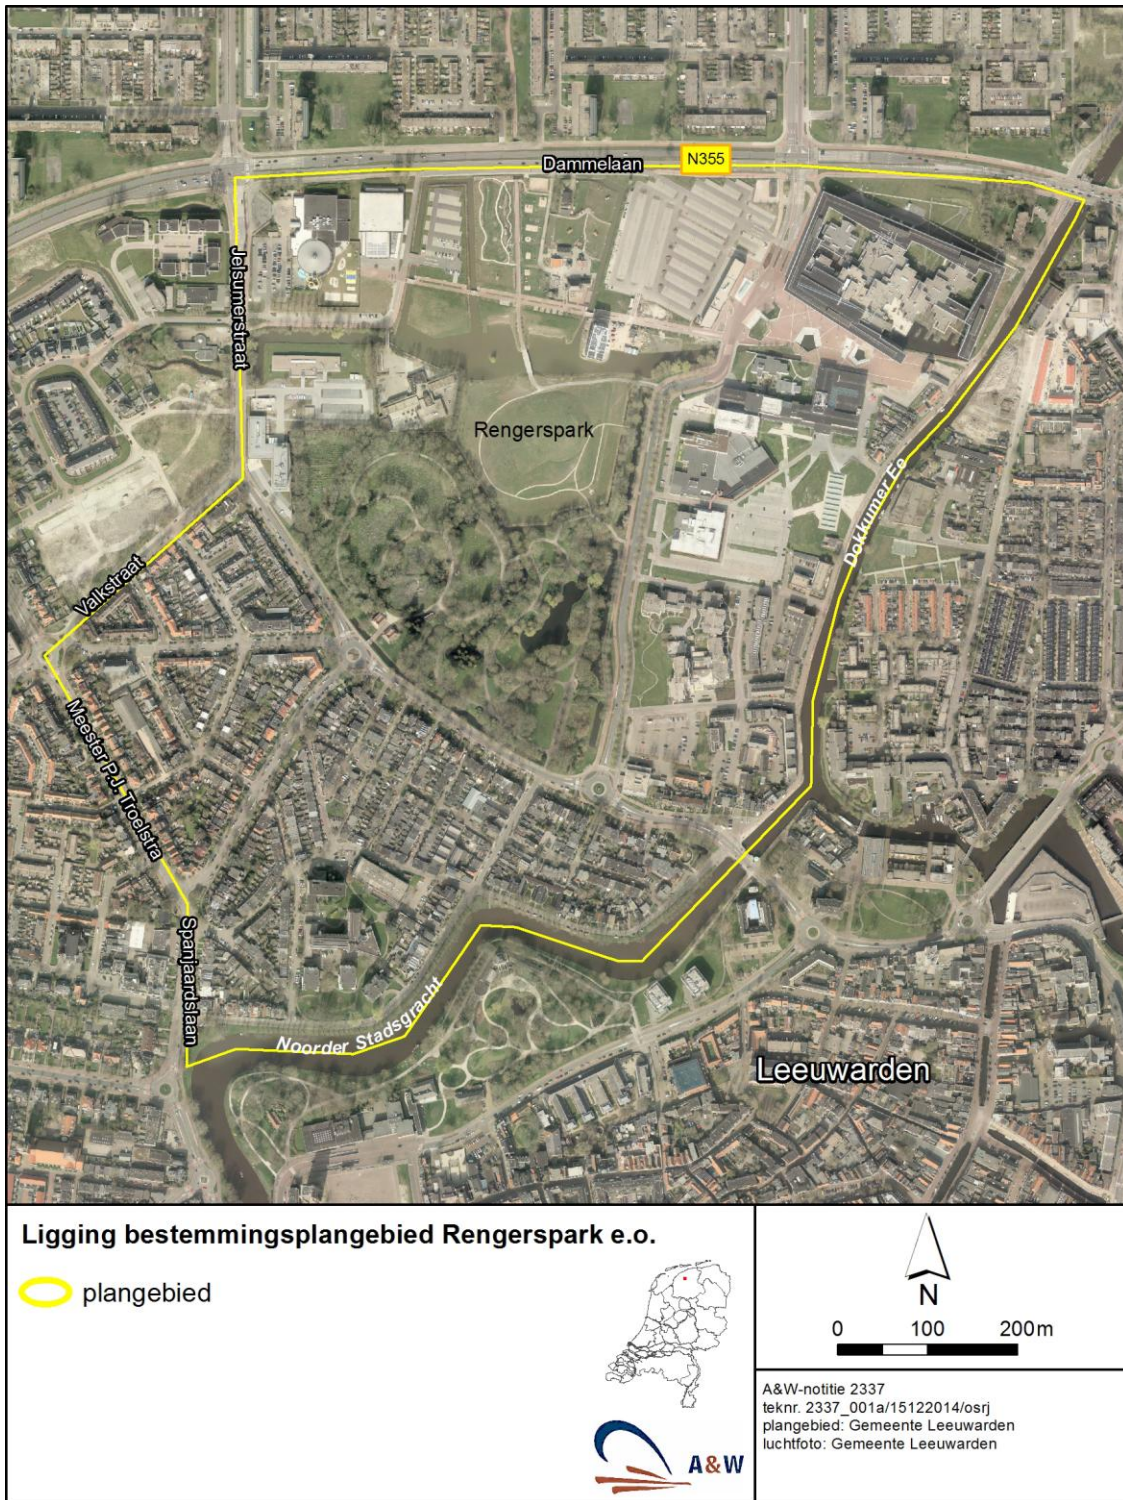 Dammelaan
N355
Jelsumerstraat
Rengerspark
Dokkumer Ee
Valkstraat
Meester P.J. Troelstra
Spanjaardslaan
Noorder Stadsgracht
Leeuwarden
Ligging bestemmingsplangebied Rengerspark e.o.
plangebied
N
0 100 200m
A&W-notitie 2337
teknr. 2337_001a/15122014/osrj
plangebied: Gemeente Leeuwarden
luchtfoto: Gemeente Leeuwarden
A&W